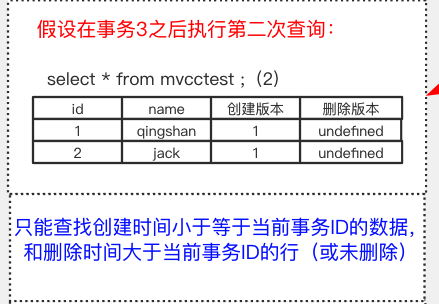 假设在事务3之后执行第二次查询：
select * from mvcctest ;（2）
id name 创建版本 删除版本
1 qingshan 1 undefined
2 jack 1 undefined
只能查找创建时间小于等于当前事务ID的数据，
和删除时间大于当前事务ID的行（或未删除）